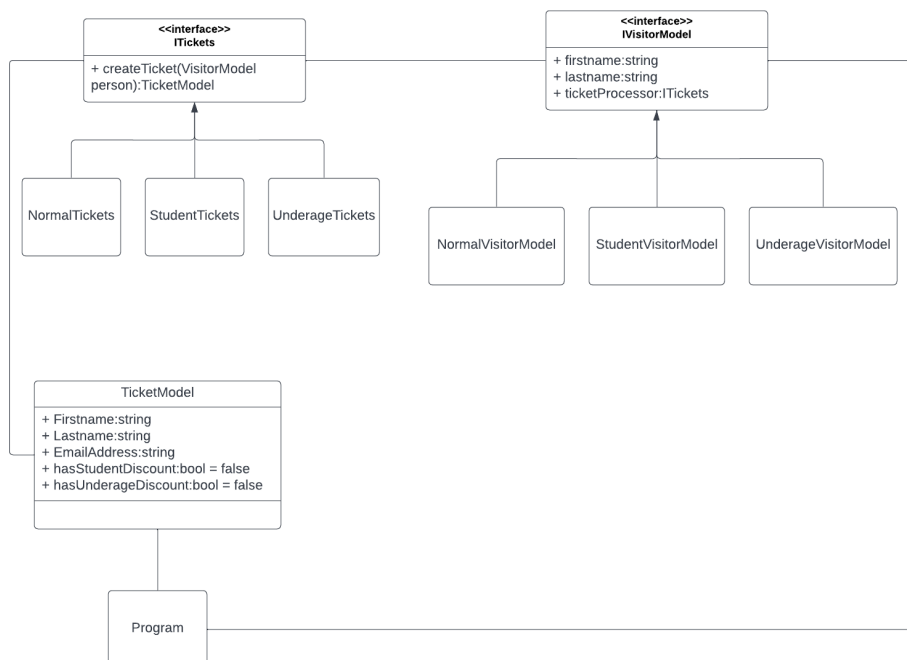 <<interface>>
ITickets
+ createTicket(VisitorModel
person):TicketModel
<<interface>>
IVisitorModel
+ firstname:string
+ lastname:string
+ ticketProcessor:ITickets
NormalTickets
StudentTickets
UnderageTickets
NormalVisitorModel
StudentVisitorModel
UnderageVisitorModel
TicketModel
+ Firstname:string
+ Lastname:string
+ EmailAddress:string
+ hasStudentDiscount:bool = false
+ hasUnderageDiscount:bool = false
Program